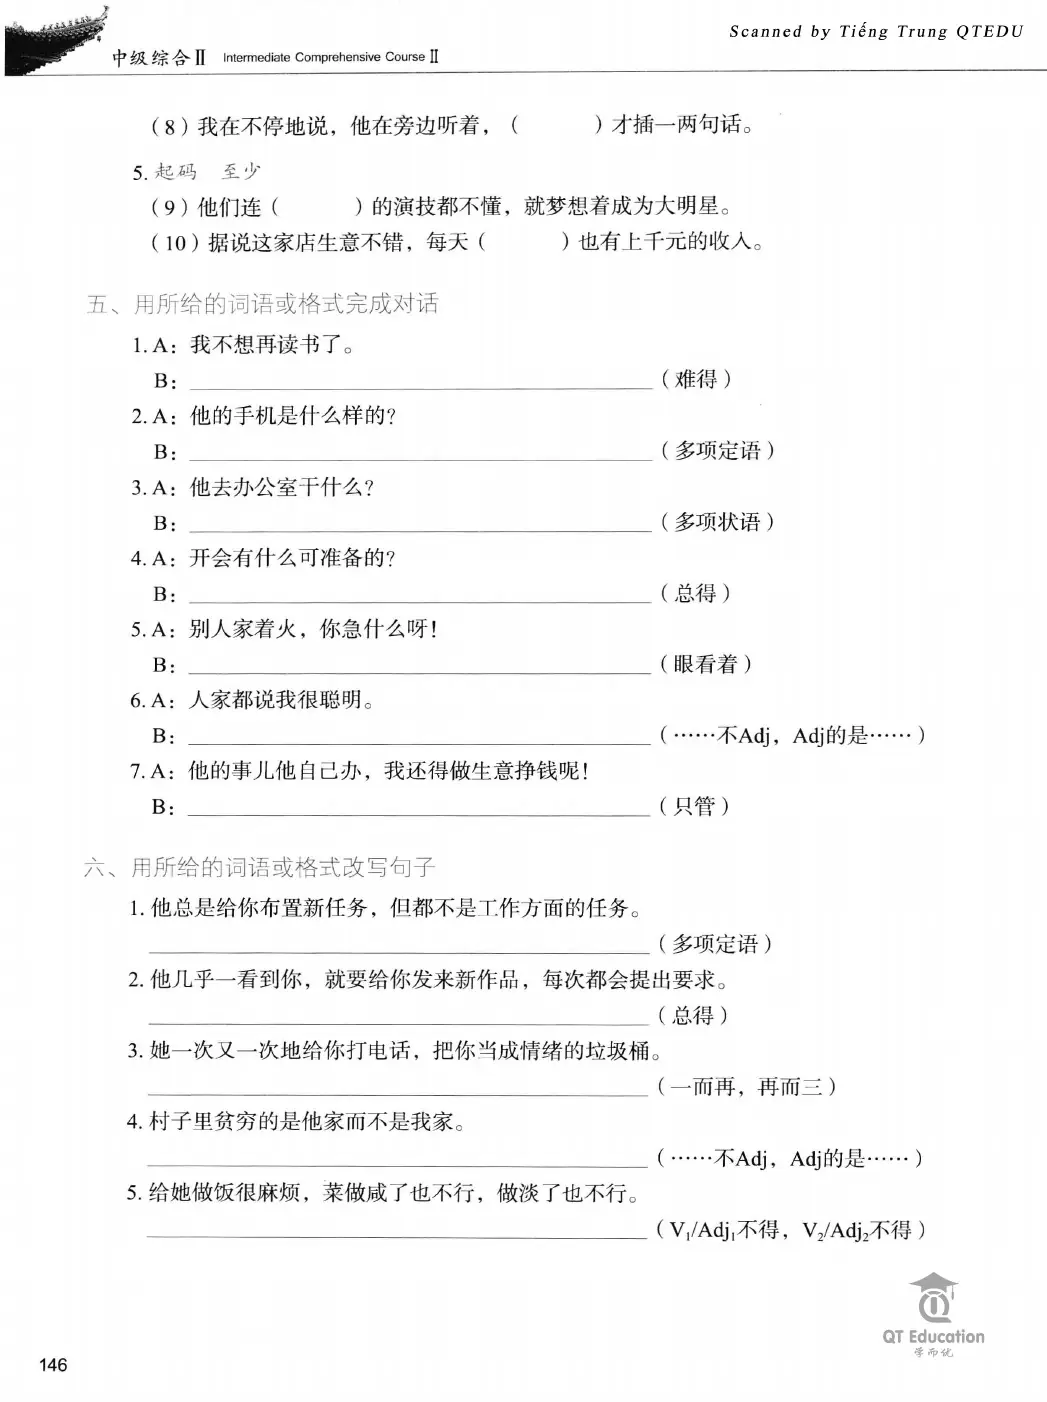 Scanned by Tiếng Trung QTEDU
中级综合Ⅱ Intermediate Comprehensive Course Ⅱ
（8）我在不停地说，他在旁边听着，（　　　）才插一两句话。
5. 起码　至少
（9）他们连（　　　）的演技都不懂，就梦想着成为大明星。
（10）据说这家店生意不错，每天（　　　）也有上千元的收入。
五、用所给的词语或格式完成对话
1. A：我不想再读书了。
B：______________________（难得）
2. A：他的手机是什么样的？
B：______________________（多项定语）
3. A：他去办公室干什么？
B：______________________（多项状语）
4. A：开会有什么可准备的？
B：______________________（总得）
5. A：别人家着火，你急什么呀！
B：______________________（眼看着）
6. A：人家都说我很聪明。
B：______________________（……不Adj，Adj的是……）
7. A：他的事儿他自己办，我还得做生意挣钱呢！
B：______________________（只管）
六、用所给的词语或格式改写句子
1. 他总是给你布置新任务，但都不是工作方面的任务。
______________________（多项定语）
2. 他几乎一看到你，就要给你发来新作品，每次都会提出要求。
______________________（总得）
3. 她一次又一次地给你打电话，把你当成情绪的垃圾桶。
______________________（一而再，再而三）
4. 村子里贫穷的是他家而不是我家。
______________________（……不Adj，Adj的是……）
5. 给她做饭很麻烦，菜做咸了也不行，做淡了也不行。
______________________（V₁/Adj₁不得，V₂/Adj₂不得）
QT Education
学而优
146